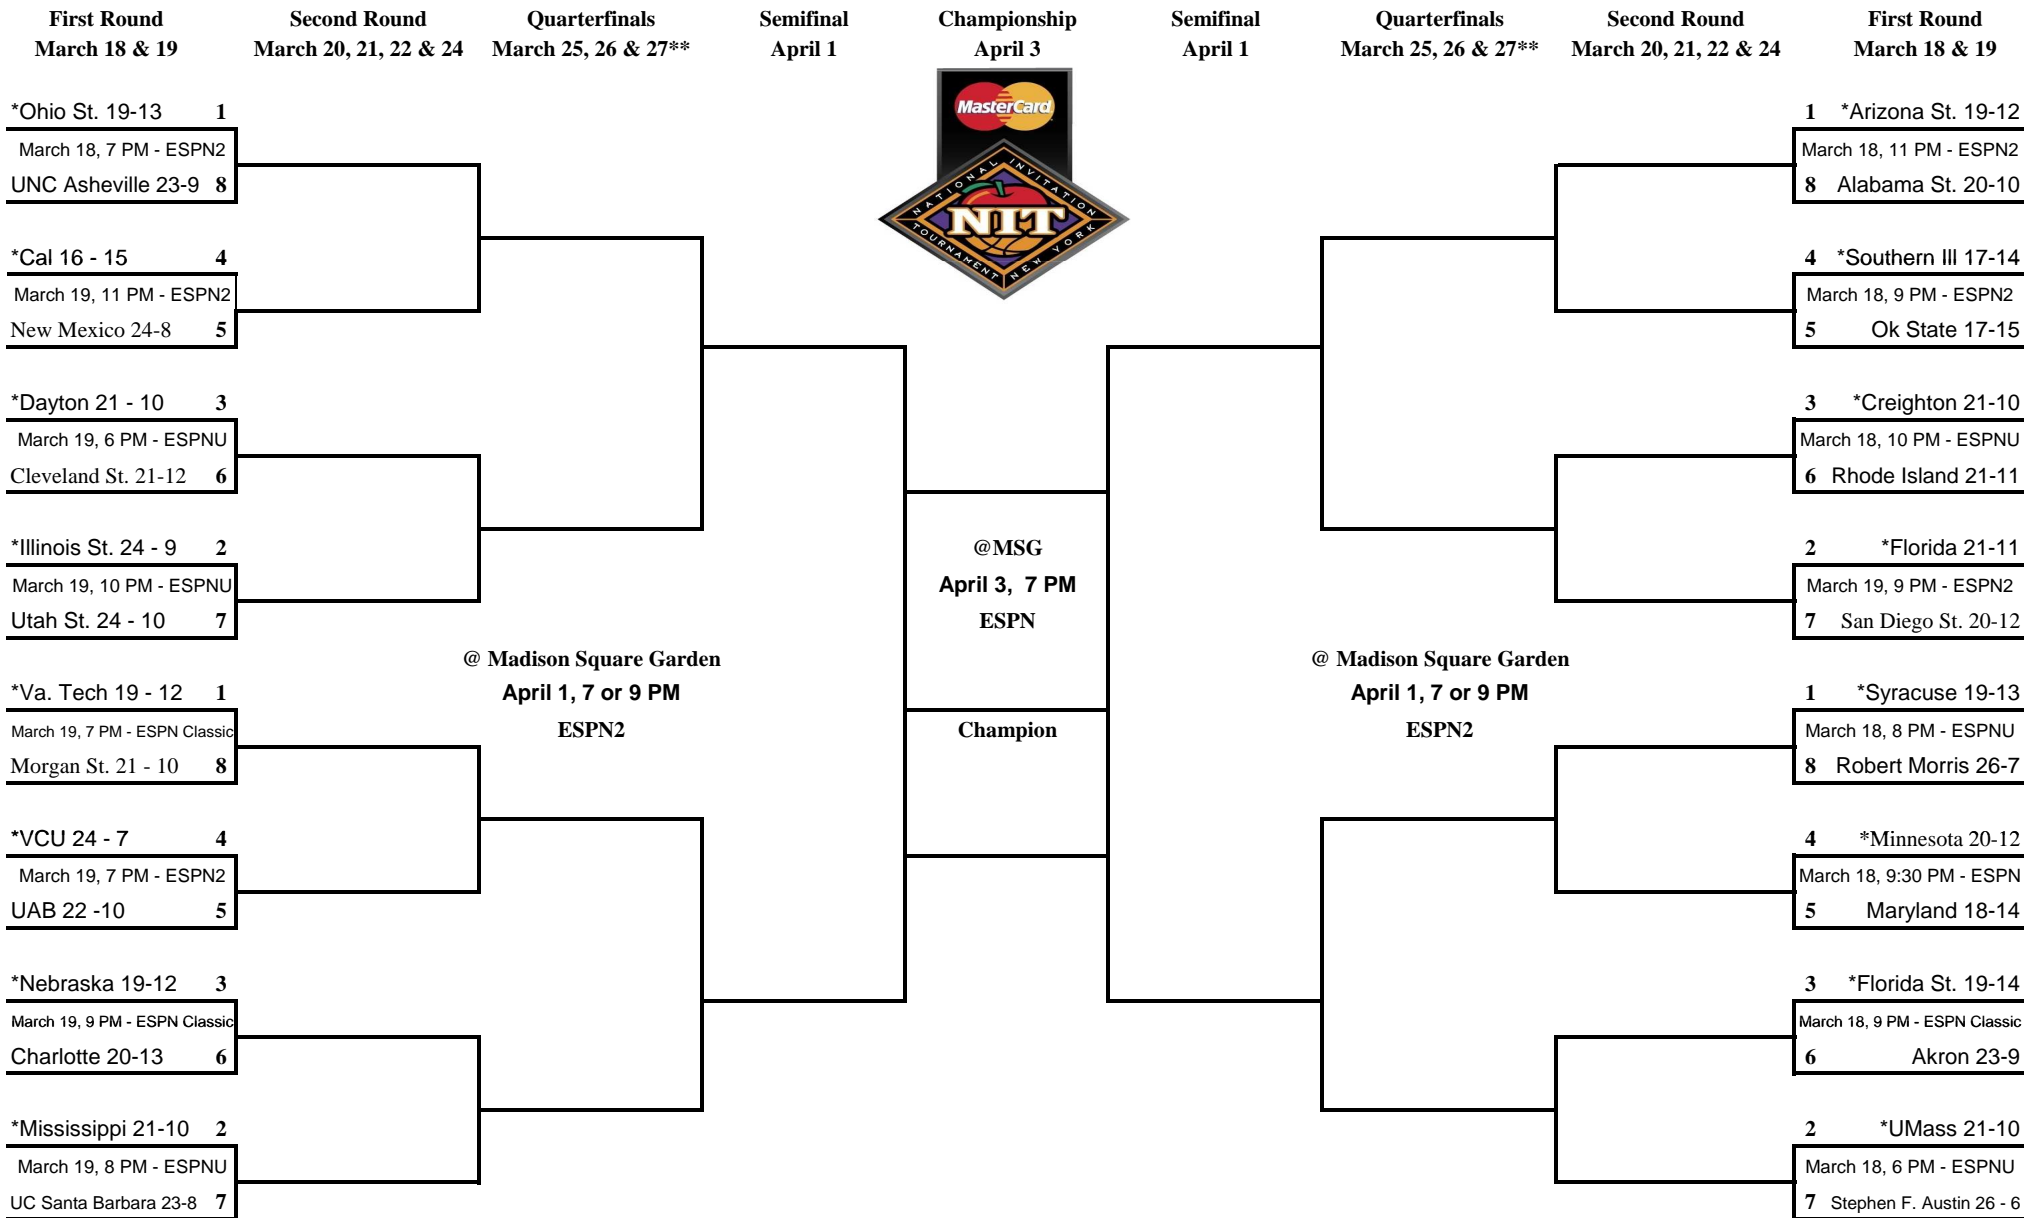 First Round
March 18 & 19
Second Round
March 20, 21, 22 & 24
Quarterfinals
March 25, 26 & 27**
Semifinal
April 1
Championship
April 3
Semifinal
April 1
Quarterfinals
March 25, 26 & 27**
Second Round
March 20, 21, 22 & 24
First Round
March 18 & 19
MasterCard
NATIONAL INVITATION
NIT
TOURNAMENT NEW YORK
*Ohio St. 19-13 1
March 18, 7 PM - ESPN2
UNC Asheville 23-9 8
*Cal 16 - 15 4
March 19, 11 PM - ESPN2
New Mexico 24-8 5
*Dayton 21 - 10 3
March 19, 6 PM - ESPNU
Cleveland St. 21-12 6
*Illinois St. 24 - 9 2
March 19, 10 PM - ESPNU
Utah St. 24 - 10 7
*Va. Tech 19 - 12 1
March 19, 7 PM - ESPN Classic
Morgan St. 21 - 10 8
*VCU 24 - 7 4
March 19, 7 PM - ESPN2
UAB 22 -10 5
*Nebraska 19-12 3
March 19, 9 PM - ESPN Classic
Charlotte 20-13 6
*Mississippi 21-10 2
March 19, 8 PM - ESPNU
UC Santa Barbara 23-8 7
@ Madison Square Garden
April 1, 7 or 9 PM
ESPN2
@MSG
April 3, 7 PM
ESPN
Champion
@ Madison Square Garden
April 1, 7 or 9 PM
ESPN2
1 *Arizona St. 19-12
March 18, 11 PM - ESPN2
8 Alabama St. 20-10
4 *Southern Ill 17-14
March 18, 9 PM - ESPN2
5 Ok State 17-15
3 *Creighton 21-10
March 18, 10 PM - ESPNU
6 Rhode Island 21-11
2 *Florida 21-11
March 19, 9 PM - ESPN2
7 San Diego St. 20-12
1 *Syracuse 19-13
March 18, 8 PM - ESPNU
8 Robert Morris 26-7
4 *Minnesota 20-12
March 18, 9:30 PM - ESPN
5 Maryland 18-14
3 *Florida St. 19-14
March 18, 9 PM - ESPN Classic
6 Akron 23-9
2 *UMass 21-10
March 18, 6 PM - ESPNU
7 Stephen F. Austin 26 - 6